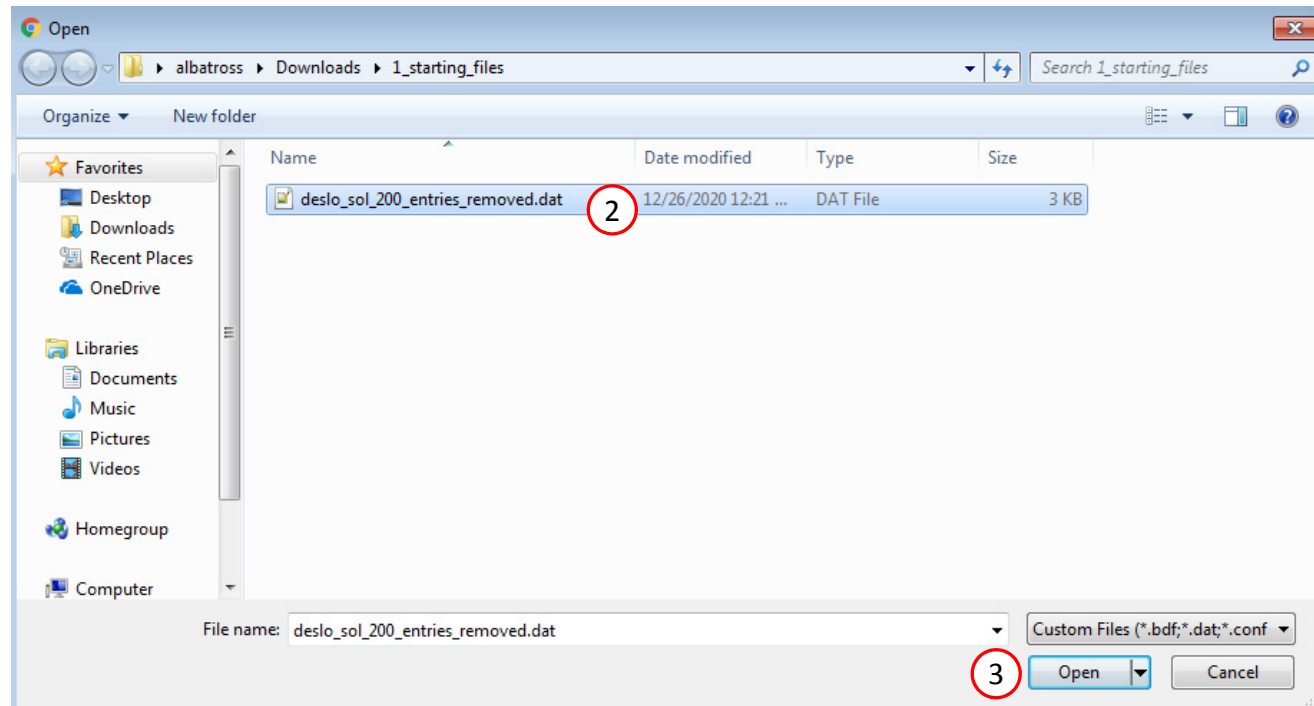 Open
albatross ▸ Downloads ▸ 1_starting_files
Search 1_starting_files
Organize
New folder
Favorites
Desktop
Downloads
Recent Places
OneDrive
Libraries
Documents
Music
Pictures
Videos
Homegroup
Computer
Name Date modified Type Size
deslo_sol_200_entries_removed.dat 2 12/26/2020 12:21 ... DAT File 3 KB
File name: deslo_sol_200_entries_removed.dat
Custom Files (*.bdf;*.dat;*.conf
3 Open Cancel